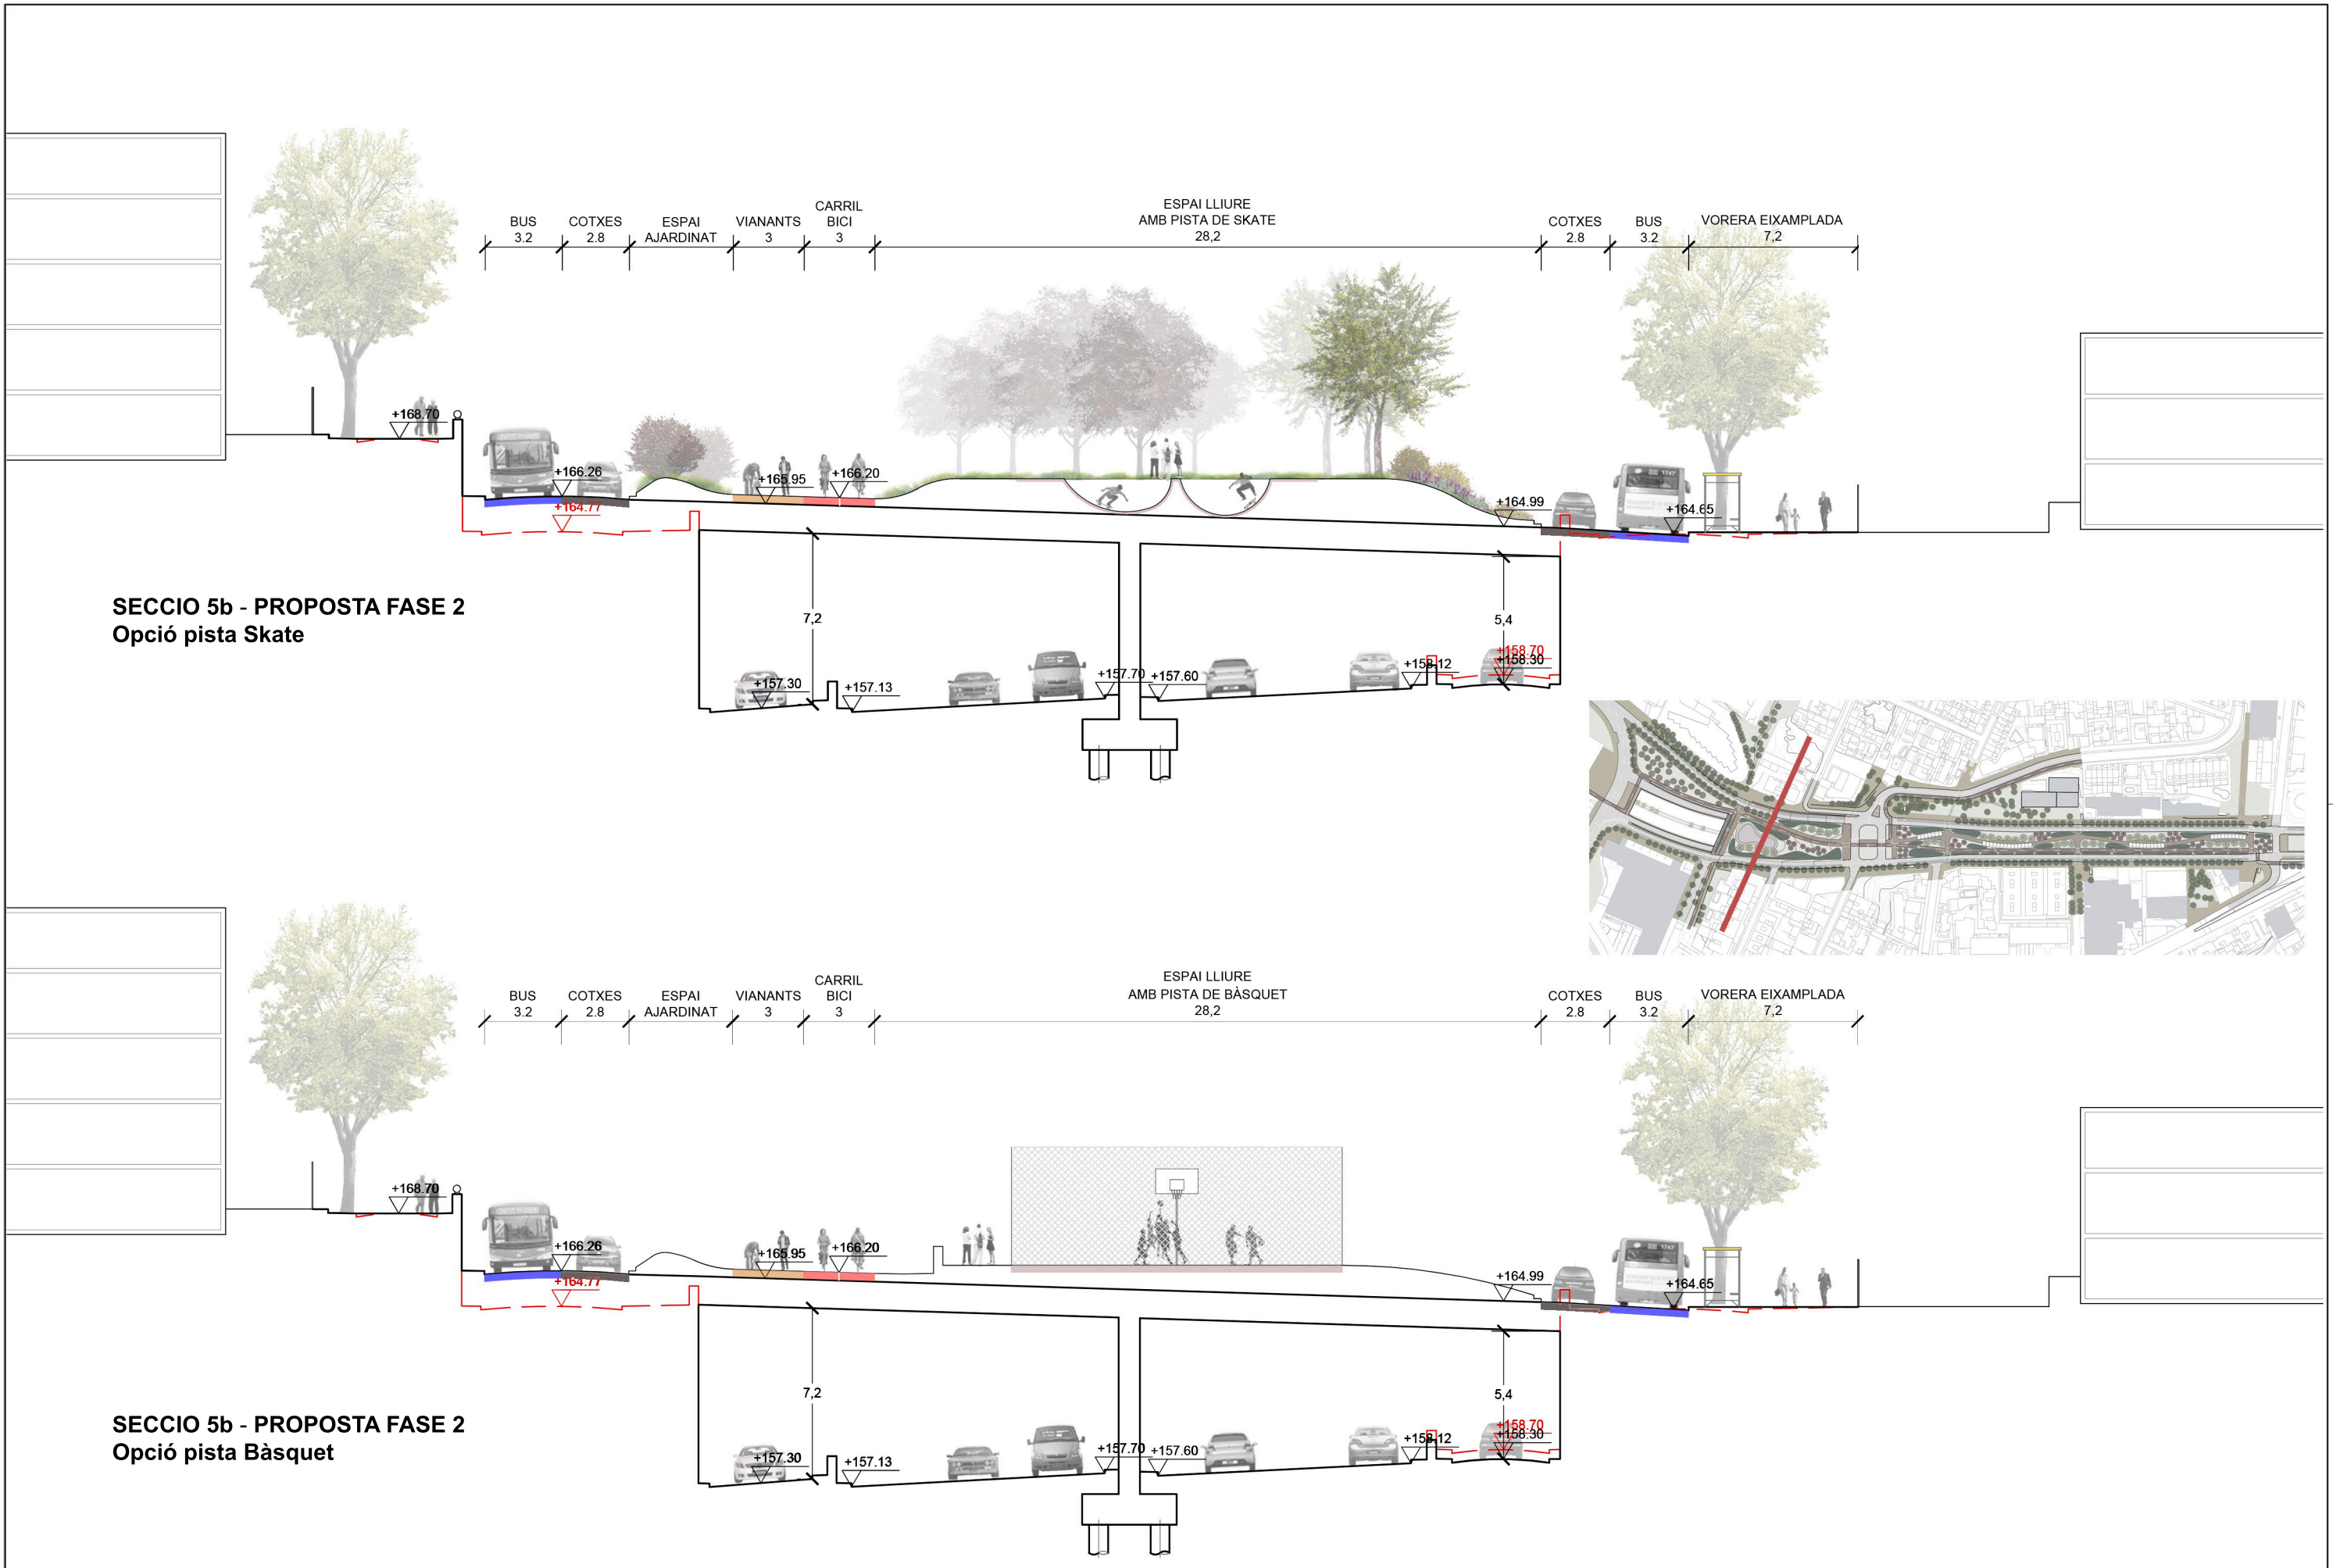 ESPAI LLIURE
AMB PISTA DE SKATE
28,2
BUS
3.2
COTXES
2.8
ESPAI
AJARDINAT
VIANANTS
3
CARRIL
BICI
3
COTXES
2.8
BUS
3.2
VORERA EIXAMPLADA
7,2
+168.70
+166.26
+164.77
+165.95
+166.20
+164.99
1747
+164.65
SECCIO 5b - PROPOSTA FASE 2
Opció pista Skate
7,2
5,4
+157.30
+157.13
+157.70
+157.60
+158.12
+158.70
+158.30
ESPAI LLIURE
AMB PISTA DE BÀSQUET
28,2
BUS
3.2
COTXES
2.8
ESPAI
AJARDINAT
VIANANTS
3
CARRIL
BICI
3
COTXES
2.8
BUS
3.2
VORERA EIXAMPLADA
7,2
+168.70
+166.26
+164.77
+165.95
+166.20
+164.99
1747
+164.65
SECCIO 5b - PROPOSTA FASE 2
Opció pista Bàsquet
7,2
5,4
+157.30
+157.13
+157.70
+157.60
+158.12
+158.70
+158.30